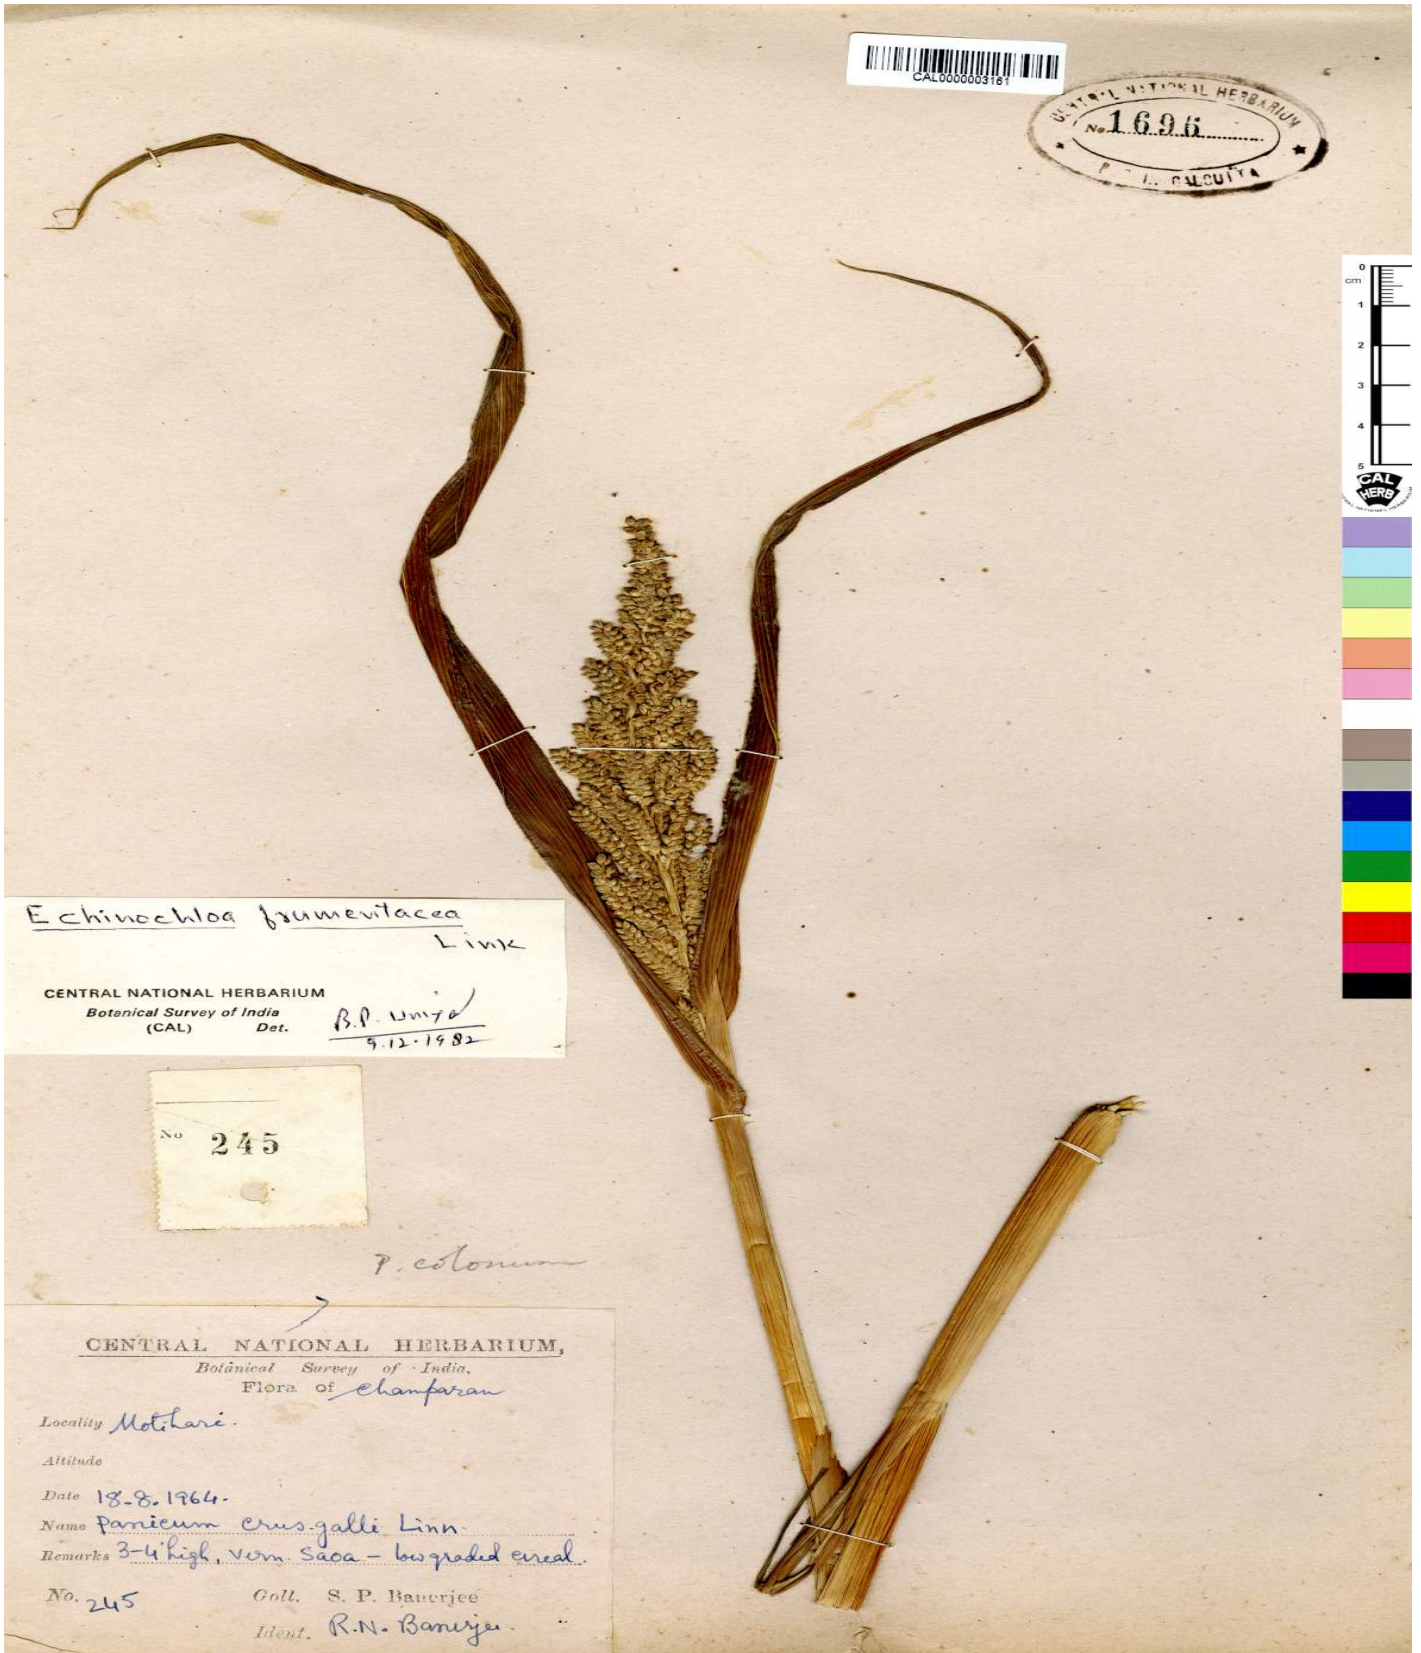 CAL0000003161
CENTRAL NATIONAL HERBARIUM
No 1696
CALCUTTA
0
cm
1
2
3
4
5
CAL
HERB
Echinochloa frumentacea
Link
CENTRAL NATIONAL HERBARIUM
Botanical Survey of India
(CAL) Det. B.P.
9.12.1982
No 245
P. colonum
CENTRAL NATIONAL HERBARIUM,
Botanical Survey of India.
Flora of Champaran
Locality Motihari.
Altitude
Date 18-8-1964-
Name Panicum crus-galli Linn.
Remarks 3-4' high, vern. Saoa - low graded cereal.
No. 245 Coll. S. P. Banerjee
Ident. R.N. Banerjee.